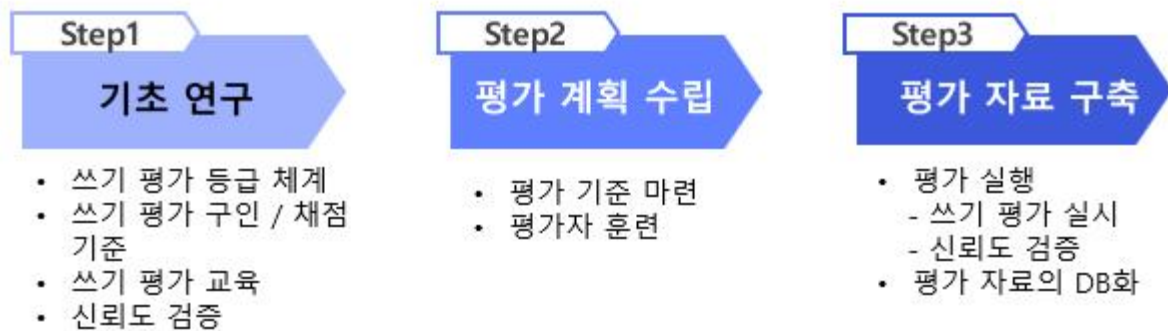 Step1
기초 연구
• 쓰기 평가 등급 체계
• 쓰기 평가 구인 / 채점
기준
• 쓰기 평가 교육
• 신뢰도 검증
Step2
평가 계획 수립
• 평가 기준 마련
• 평가자 훈련
Step3
평가 자료 구축
• 평가 실행
- 쓰기 평가 실시
- 신뢰도 검증
• 평가 자료의 DB화